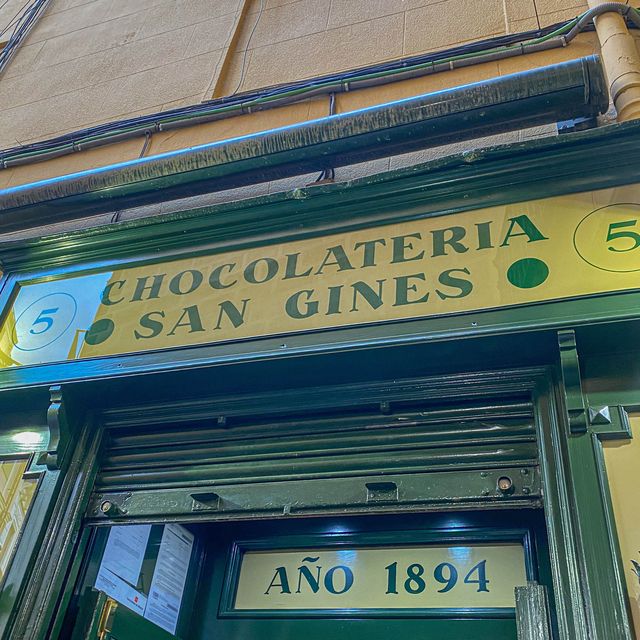 CHOCOLATERIA
SAN GINES
5
5
AÑO 1894